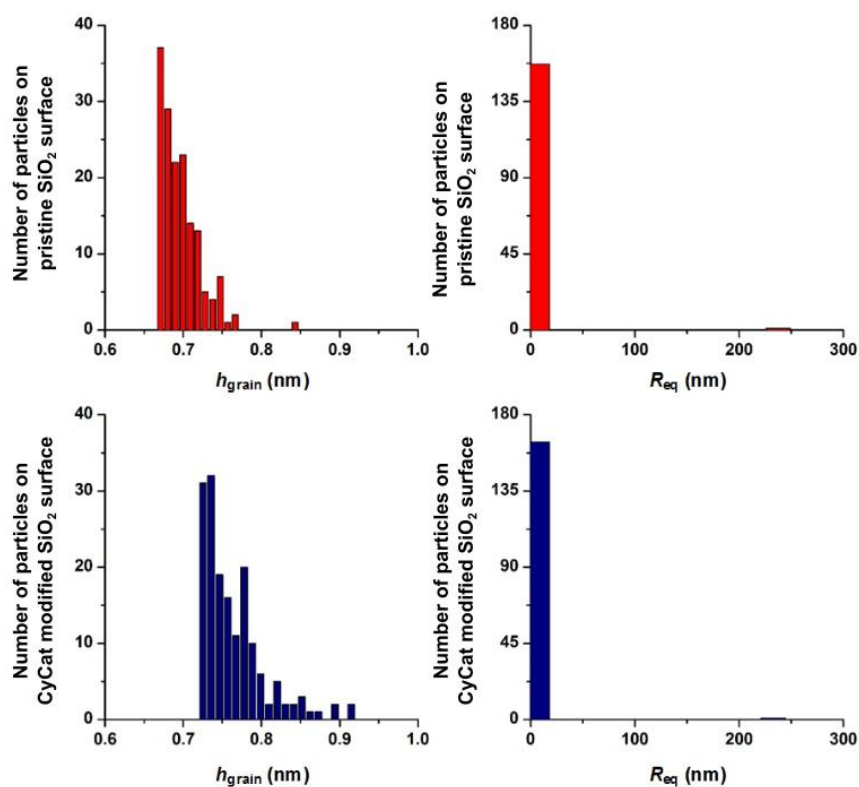 Number of particles on
pristine SiO₂ surface
40
30
20
10
0
0.6 0.7 0.8 0.9 1.0
hgrain (nm)
Number of particles on
pristine SiO₂ surface
180
135
90
45
0
0 100 200 300
Req (nm)
Number of particles on
CyCat modified SiO₂ surface
40
30
20
10
0
0.6 0.7 0.8 0.9 1.0
hgrain (nm)
Number of particles on
CyCat modified SiO₂ surface
180
135
90
45
0
0 100 200 300
Req (nm)